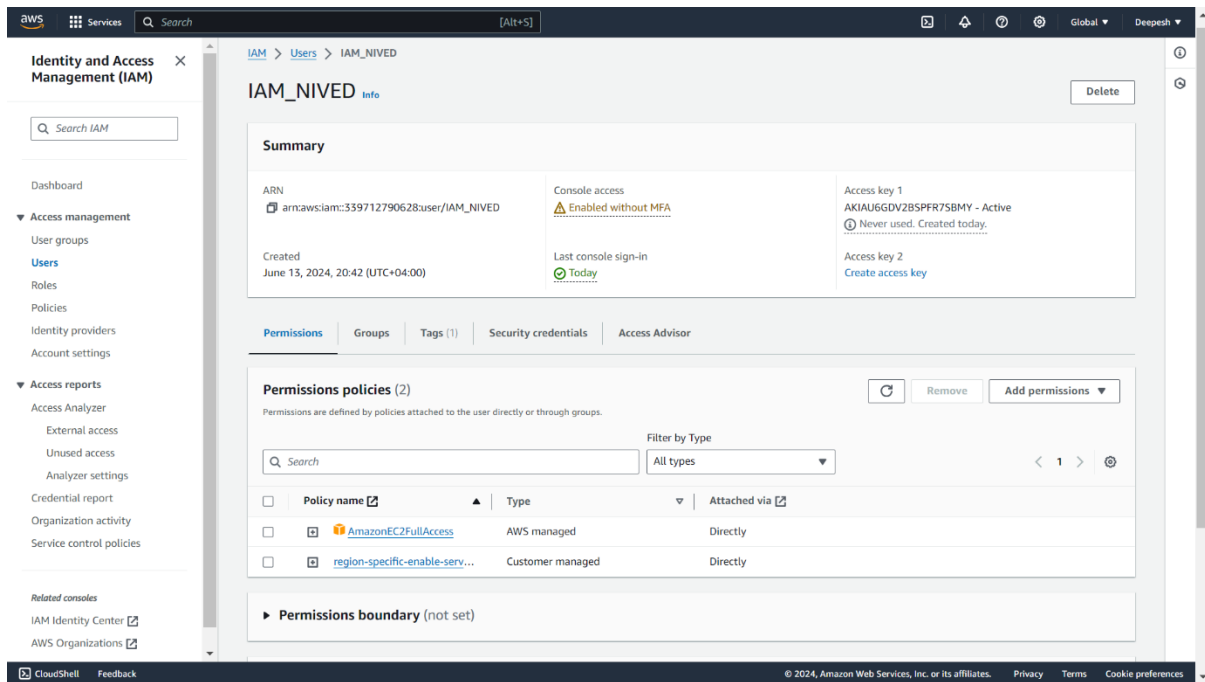 aws Services Search [Alt+S] Global Deepesh
Identity and Access
Management (IAM)
Search IAM
Dashboard
Access management
User groups
Users
Roles
Policies
Identity providers
Account settings
Access reports
Access Analyzer
External access
Unused access
Analyzer settings
Credential report
Organization activity
Service control policies
Related consoles
IAM Identity Center
AWS Organizations
IAM > Users > IAM_NIVED
IAM_NIVED Info
Delete
Summary
ARN
arn:aws:iam::339712790628:user/IAM_NIVED
Console access
Enabled without MFA
Access key 1
AKIAU6GDV2BSPFR7SBMY - Active
Never used. Created today.
Created
June 13, 2024, 20:42 (UTC+04:00)
Last console sign-in
Today
Access key 2
Create access key
Permissions Groups Tags (1) Security credentials Access Advisor
Permissions policies (2)
Remove Add permissions
Permissions are defined by policies attached to the user directly or through groups.
Filter by Type
Search All types 1
Policy name Type Attached via
AmazonEC2FullAccess AWS managed Directly
region-specific-enable-serv... Customer managed Directly
Permissions boundary (not set)
CloudShell Feedback © 2024, Amazon Web Services, Inc. or its affiliates. Privacy Terms Cookie preferences